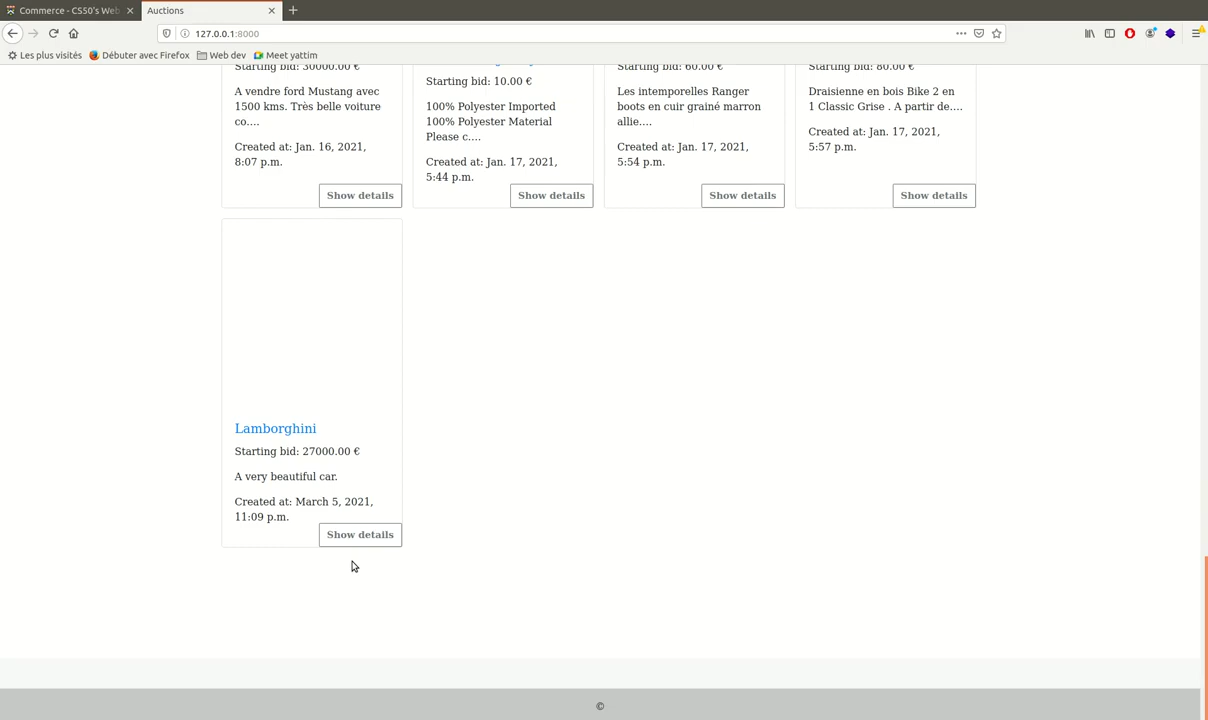 Commerce - CS50's Web
Auctions
127.0.0.1:8000
Les plus visités
Débuter avec Firefox
Web dev
Meet yattim
Starting bid: 30000.00 €
A vendre ford Mustang avec
1500 kms. Très belle voiture
co....
Created at: Jan. 16, 2021,
8:07 p.m.
Show details
Starting bid: 10.00 €
100% Polyester Imported
100% Polyester Material
Please c....
Created at: Jan. 17, 2021,
5:44 p.m.
Show details
Starting bid: 60.00 €
Les intemporelles Ranger
boots en cuir grainé marron
allie....
Created at: Jan. 17, 2021,
5:54 p.m.
Show details
Starting bid: 80.00 €
Draisienne en bois Bike 2 en
1 Classic Grise . A partir de....
Created at: Jan. 17, 2021,
5:57 p.m.
Show details
Lamborghini
Starting bid: 27000.00 €
A very beautiful car.
Created at: March 5, 2021,
11:09 p.m.
Show details
©